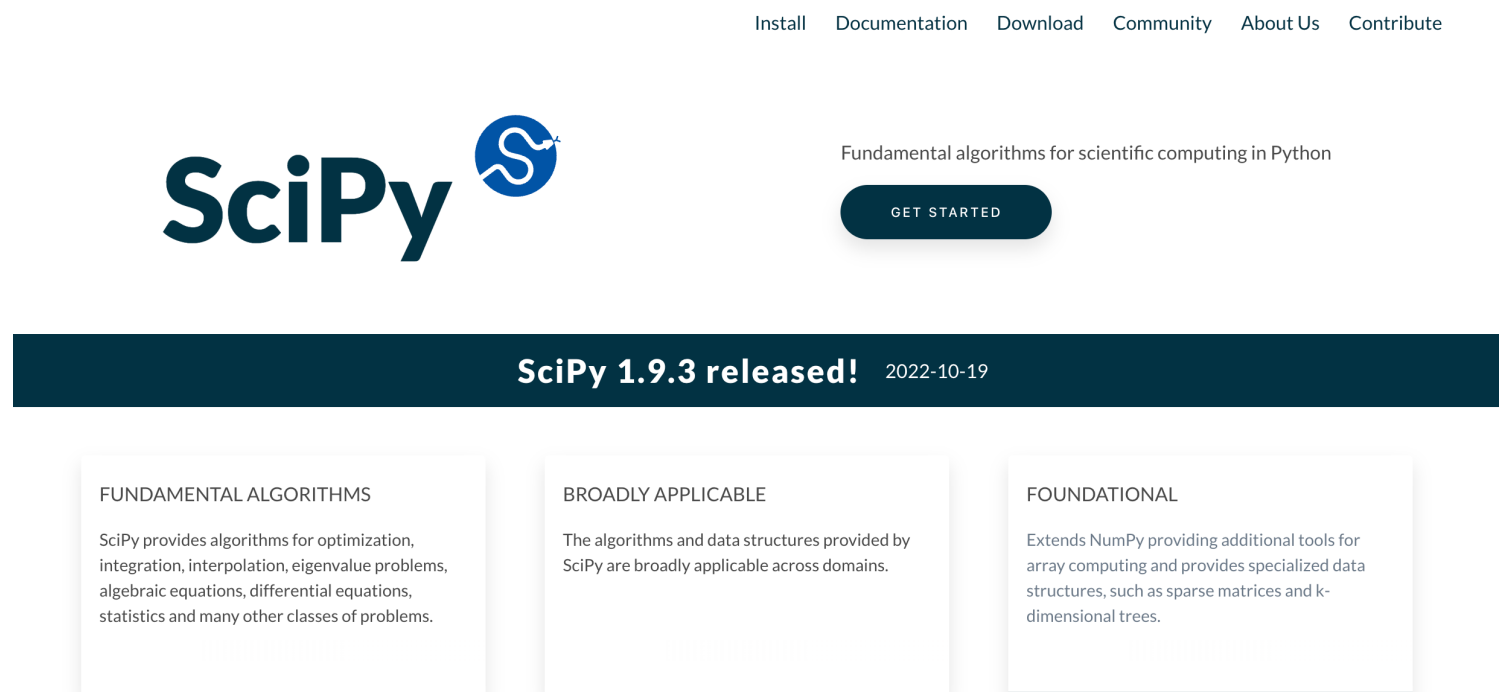 Install Documentation Download Community About Us Contribute
SciPy
Fundamental algorithms for scientific computing in Python
GET STARTED
SciPy 1.9.3 released! 2022-10-19
FUNDAMENTAL ALGORITHMS
SciPy provides algorithms for optimization,
integration, interpolation, eigenvalue problems,
algebraic equations, differential equations,
statistics and many other classes of problems.
BROADLY APPLICABLE
The algorithms and data structures provided by
SciPy are broadly applicable across domains.
FOUNDATIONAL
Extends NumPy providing additional tools for
array computing and provides specialized data
structures, such as sparse matrices and k-
dimensional trees.